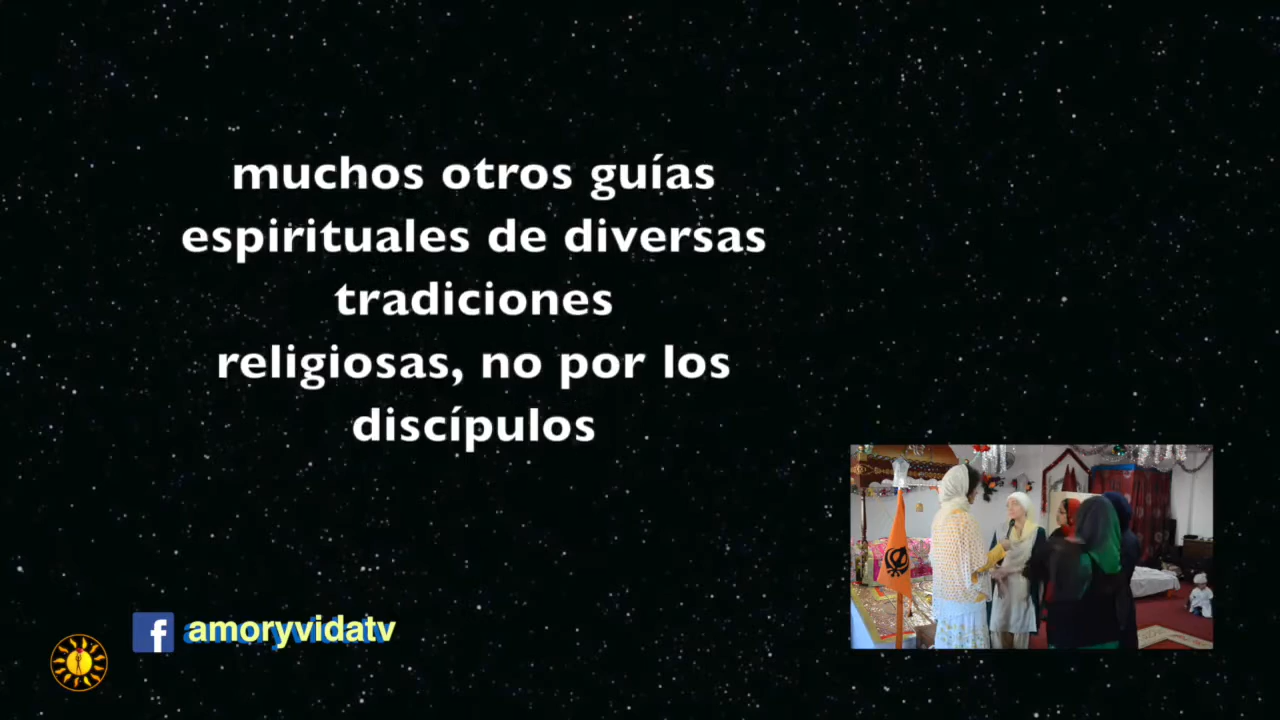 muchos otros guías
espirituales de diversas
tradiciones
religiosas, no por los
discípulos
amoryvidatv